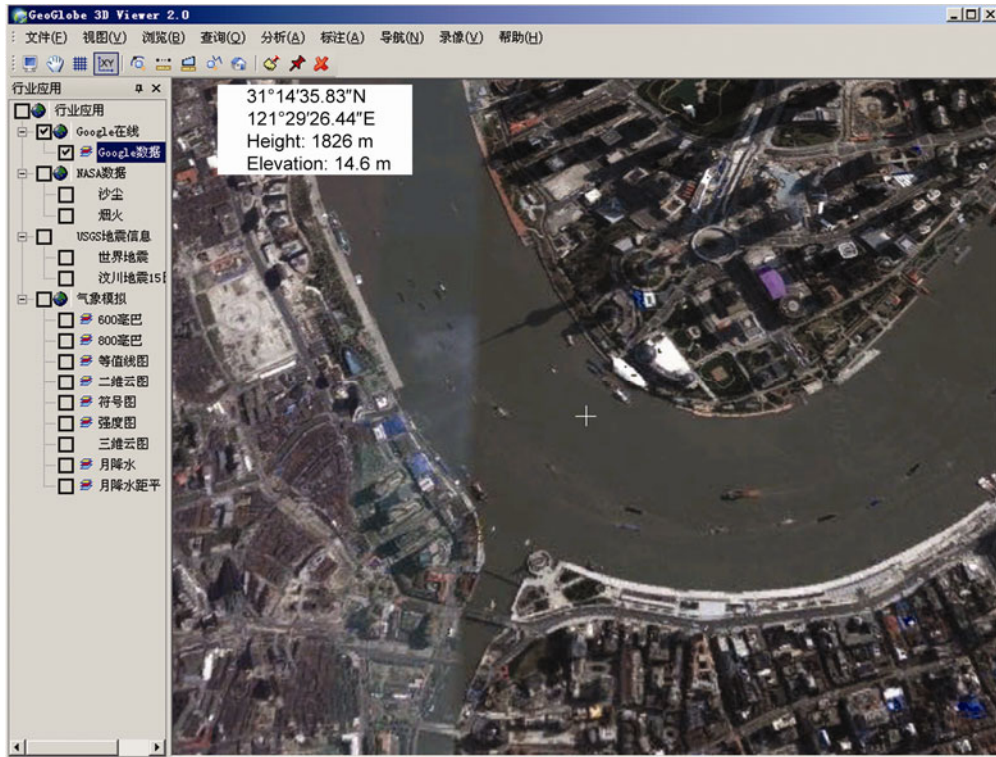 GeoGlobe 3D Viewer 2.0
文件(F) 视图(V) 浏览(B) 查询(Q) 分析(A) 标注(A) 导航(N) 录像(V) 帮助(H)
XY
行业应用
行业应用
Google在线
Google数据
NASA数据
沙尘
烟火
USGS地震信息
世界地震
汶川地震15日
气象模拟
600毫巴
800毫巴
等值线图
二维云图
符号图
强度图
三维云图
月降水
月降水距平
31°14'35.83"N
121°29'26.44"E
Height: 1826 m
Elevation: 14.6 m